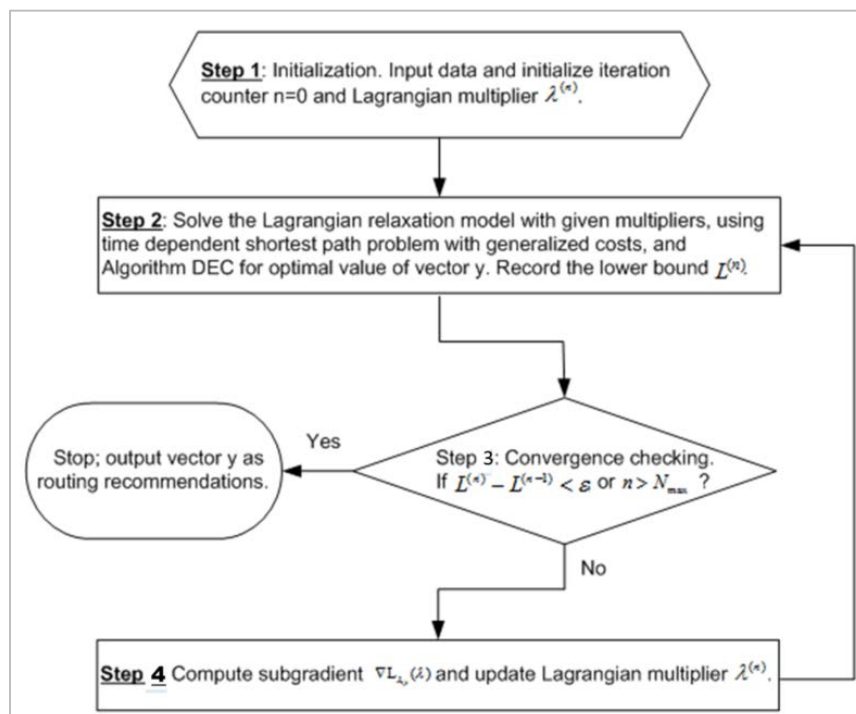 Step 1: Initialization. Input data and initialize iteration
counter n=0 and Lagrangian multiplier λ⁽ⁿ⁾.
Step 2: Solve the Lagrangian relaxation model with given multipliers, using
time dependent shortest path problem with generalized costs, and
Algorithm DEC for optimal value of vector y. Record the lower bound L⁽ⁿ⁾.
Step 3: Convergence checking.
If L⁽ⁿ⁾ − L⁽ⁿ⁻¹⁾ < ε or n > Nmax ?
Yes
Stop; output vector y as
routing recommendations.
No
Step 4 Compute subgradient ∇L (λ) and update Lagrangian multiplier λ⁽ⁿ⁾.